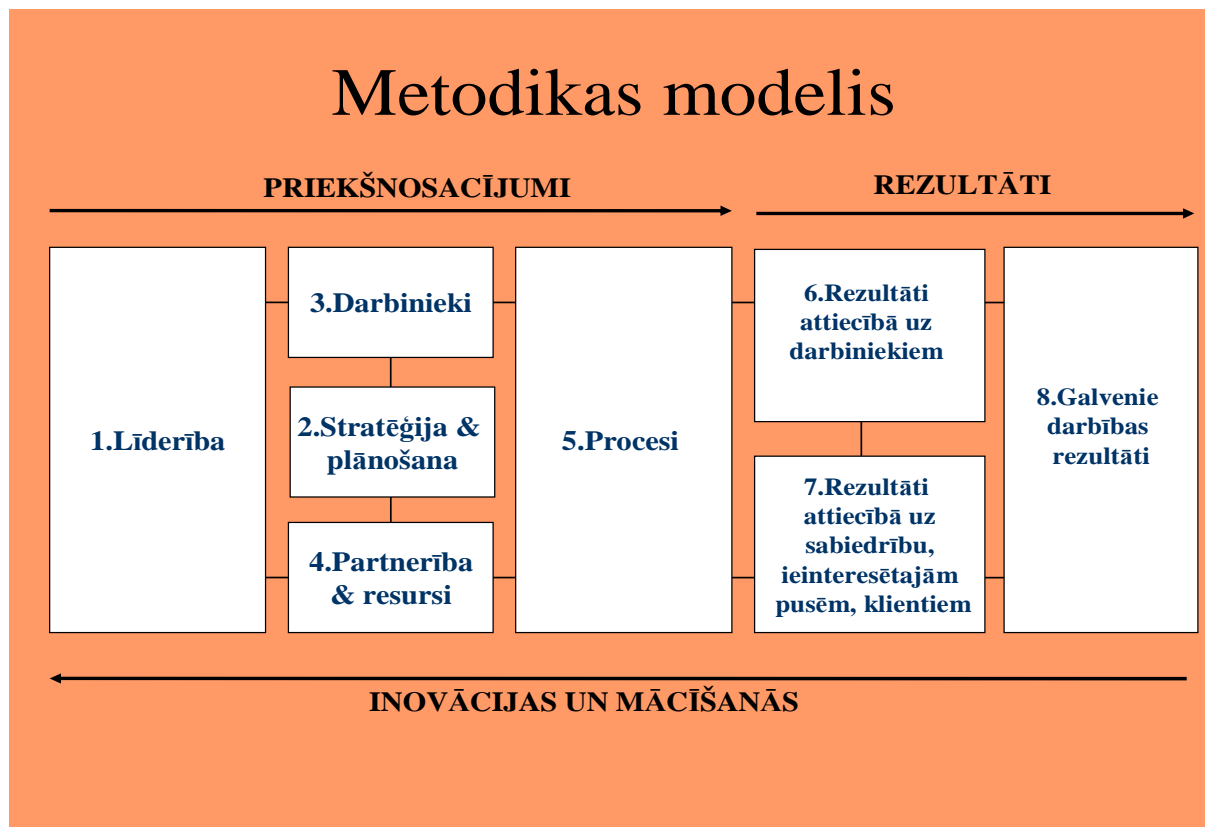 Metodikas modelis
PRIEKŠNOSACĪJUMI
REZULTĀTI
1.Līderība
3.Darbinieki
2.Stratēģija &
plānošana
4.Partnerība
& resursi
5.Procesi
6.Rezultāti
attiecībā uz
darbiniekiem
7.Rezultāti
attiecībā uz
sabiedrību,
ieinteresētajām
pusēm, klientiem
8.Galvenie
darbības
rezultāti
INOVĀCIJAS UN MĀCĪŠANĀS